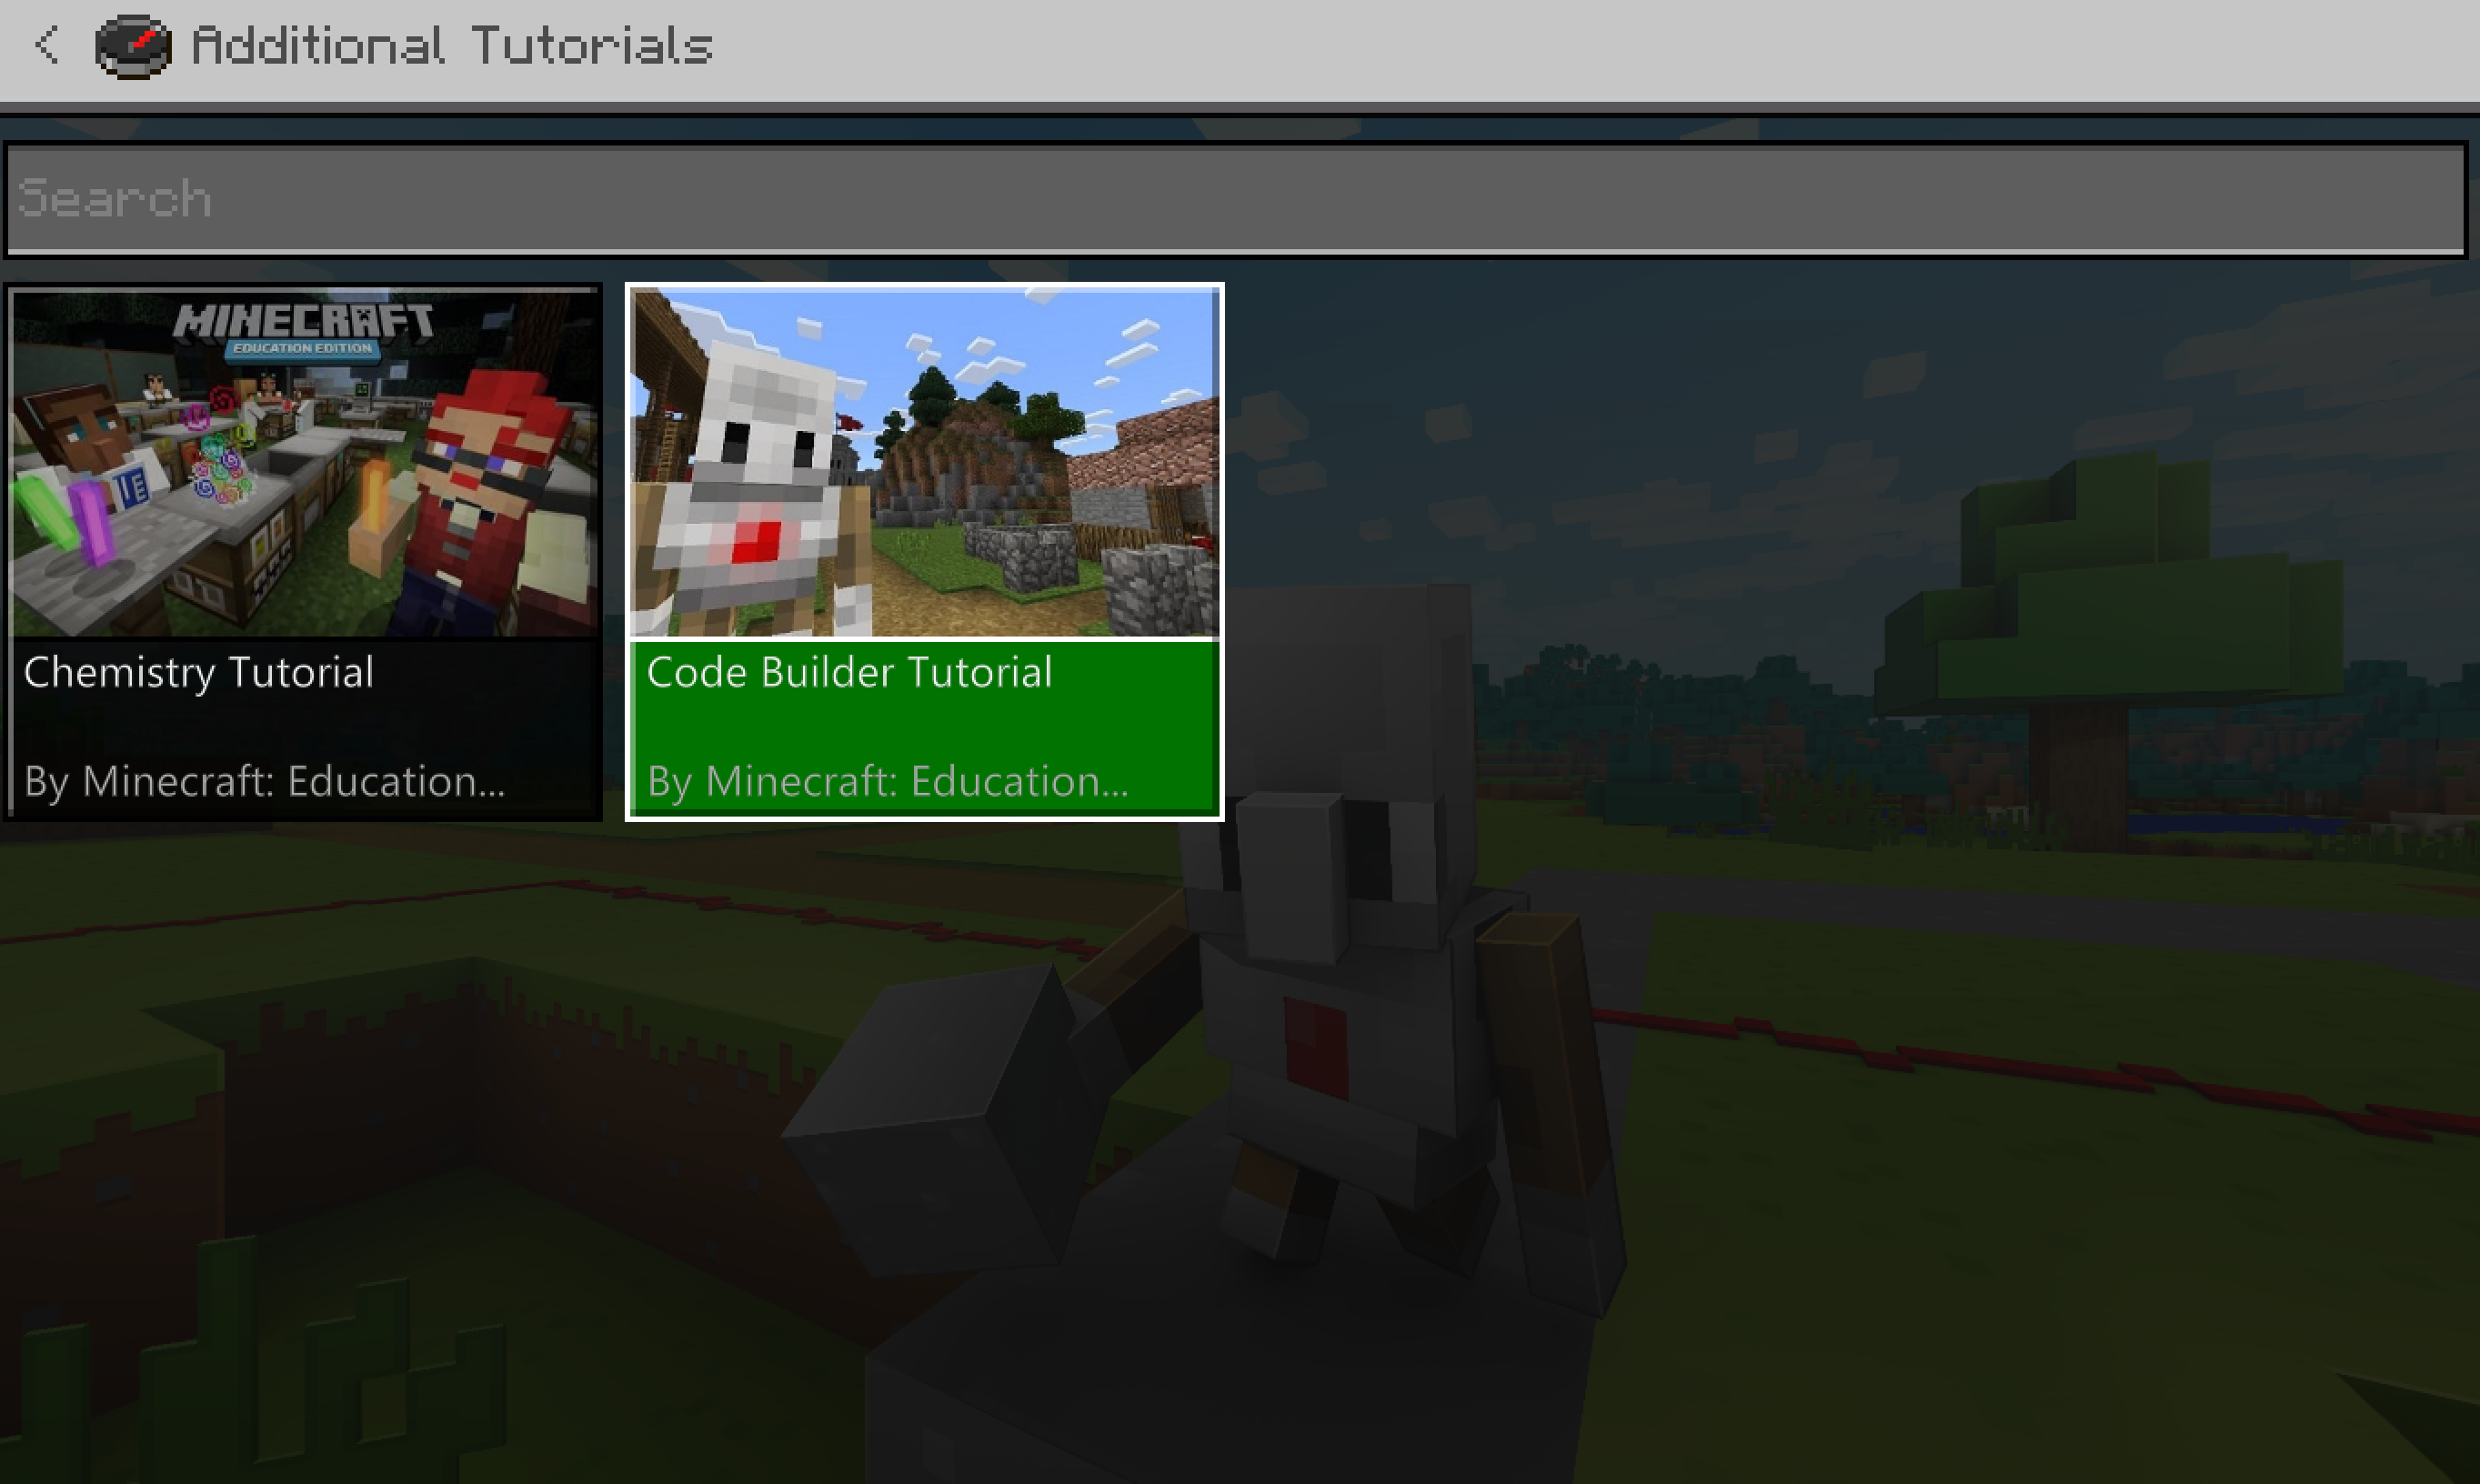 Additional Tutorials
Search
MINECRAFT
EDUCATION EDITION
Chemistry Tutorial
By Minecraft: Education...
Code Builder Tutorial
By Minecraft: Education...